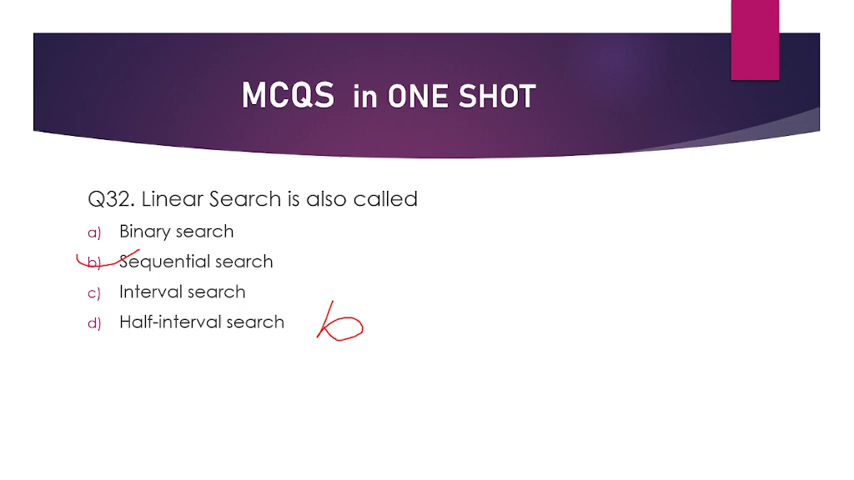 MCQS in ONE SHOT
Q32. Linear Search is also called
a) Binary search
b) Sequential search
c) Interval search
d) Half-interval search
b